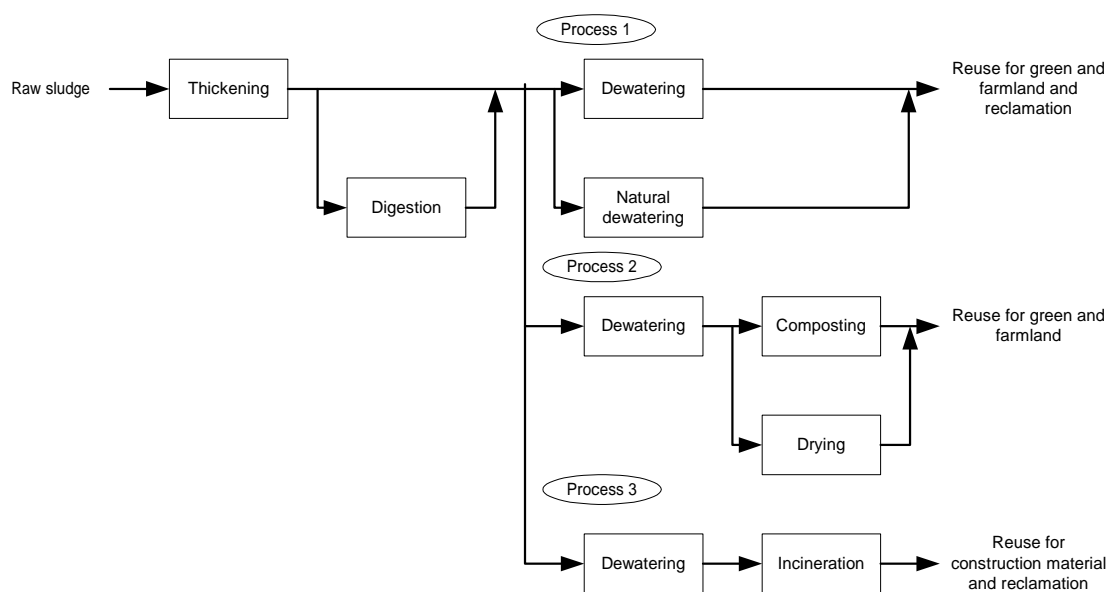 Process 1
Raw sludge
Thickening
Dewatering
Reuse for green and
farmland and
reclamation
Digestion
Natural
dewatering
Process 2
Dewatering
Composting
Reuse for green and
farmland
Drying
Process 3
Dewatering
Incineration
Reuse for
construction material
and reclamation